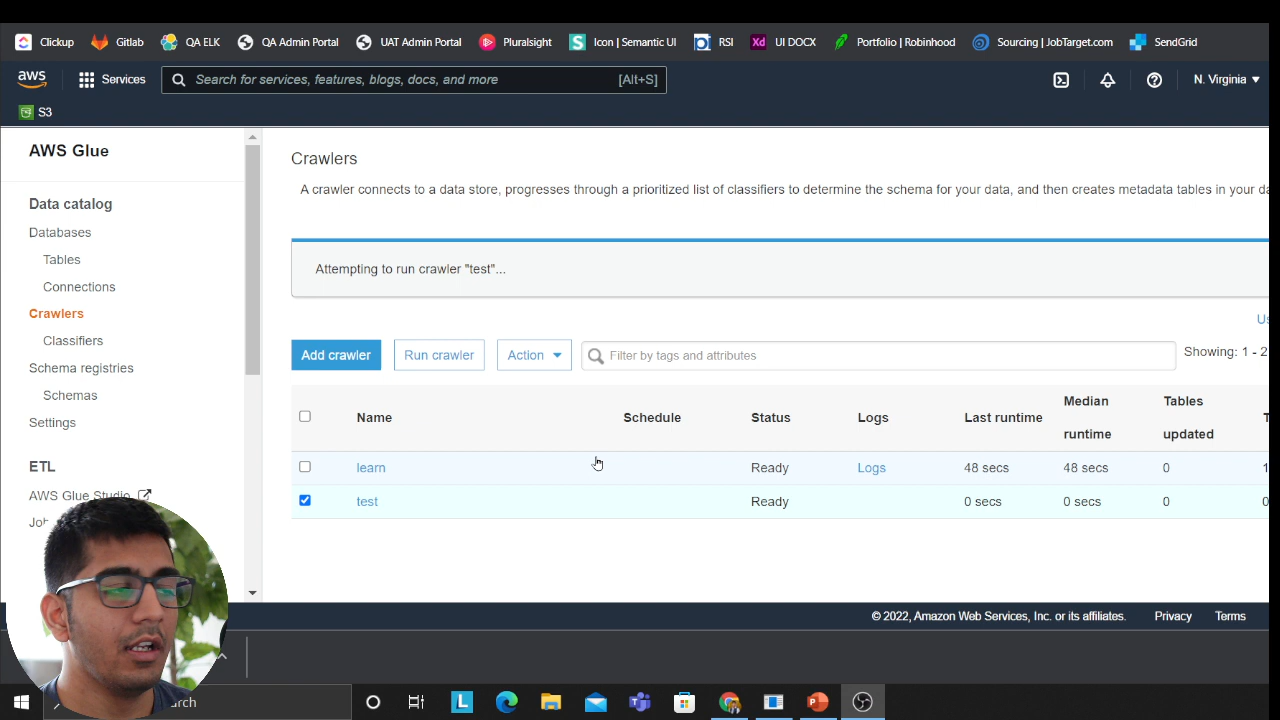 Clickup Gitlab QA ELK QA Admin Portal UAT Admin Portal Pluralsight Icon | Semantic UI RSI Xd UI DOCX Portfolio | Robinhood Sourcing | JobTarget.com SendGrid
aws Services Search for services, features, blogs, docs, and more [Alt+S] N. Virginia
S3
AWS Glue
Data catalog
Databases
Tables
Connections
Crawlers
Classifiers
Schema registries
Schemas
Settings
ETL
AWS Glue Studio
Crawlers
A crawler connects to a data store, progresses through a prioritized list of classifiers to determine the schema for your data, and then creates metadata tables in your
Attempting to run crawler "test"...
Add crawler Run crawler Action Filter by tags and attributes Showing: 1 - 2
Name Schedule Status Logs Last runtime Median runtime Tables updated
learn Ready Logs 48 secs 48 secs 0 1
test Ready 0 secs 0 secs 0 0
© 2022, Amazon Web Services, Inc. or its affiliates. Privacy Terms